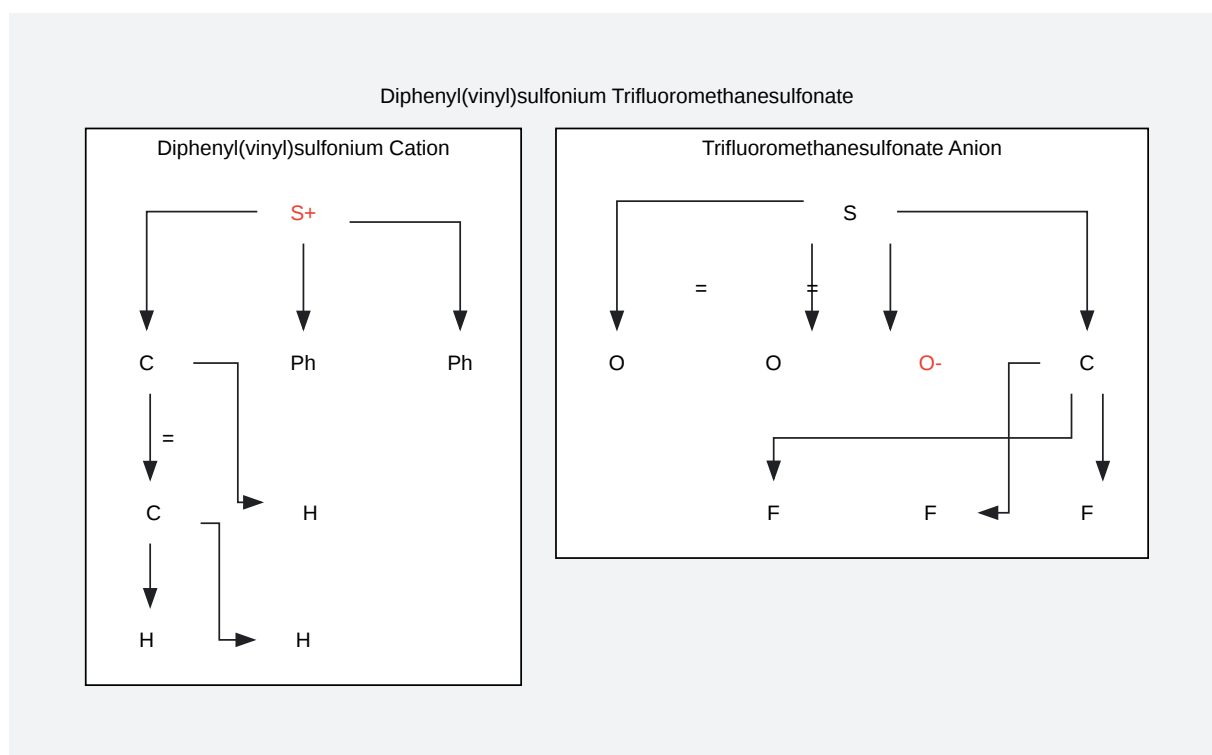 Diphenyl(vinyl)sulfonium Trifluoromethanesulfonate
Diphenyl(vinyl)sulfonium Cation
S+
C Ph Ph
=
C H
H H
Trifluoromethanesulfonate Anion
S
= =
O O O- C
F F F